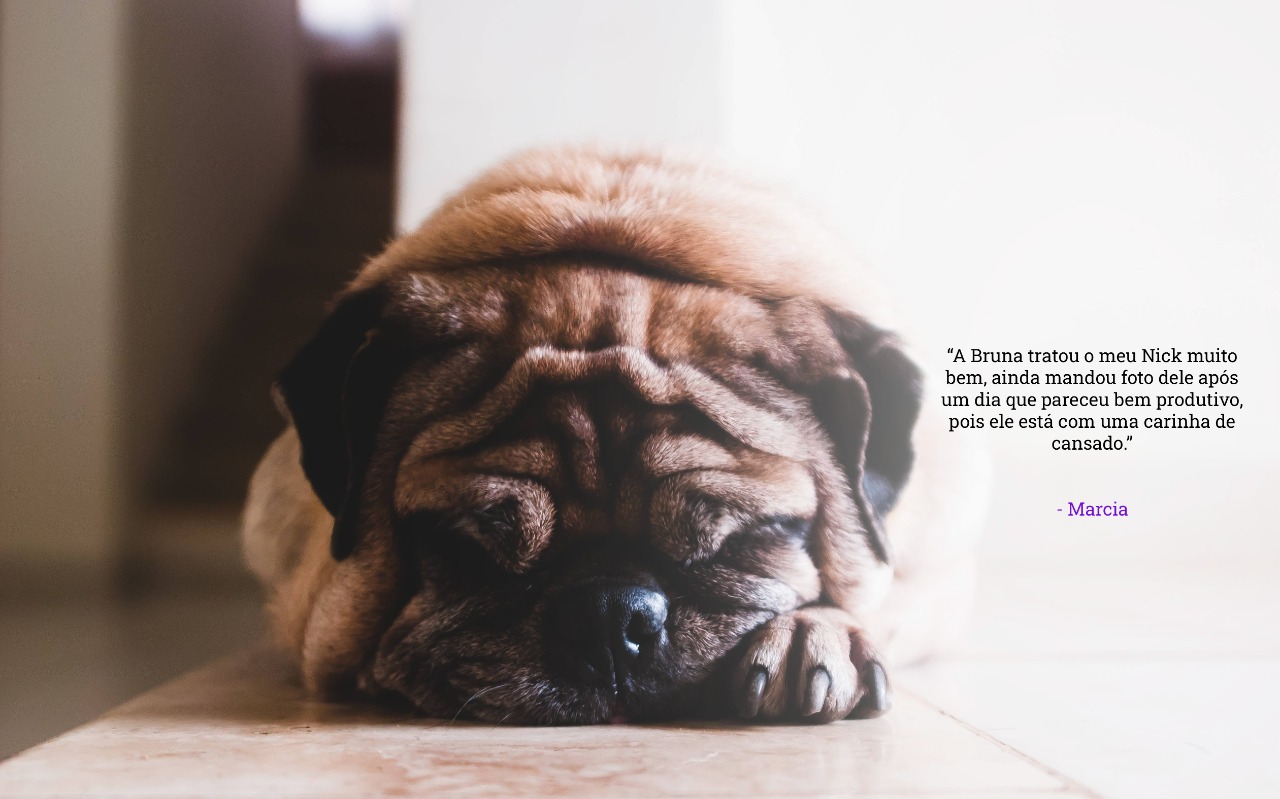 “A Bruna tratou o meu Nick muito
bem, ainda mandou foto dele após
um dia que pareceu bem produtivo,
pois ele está com uma carinha de
cansado.”
- Marcia